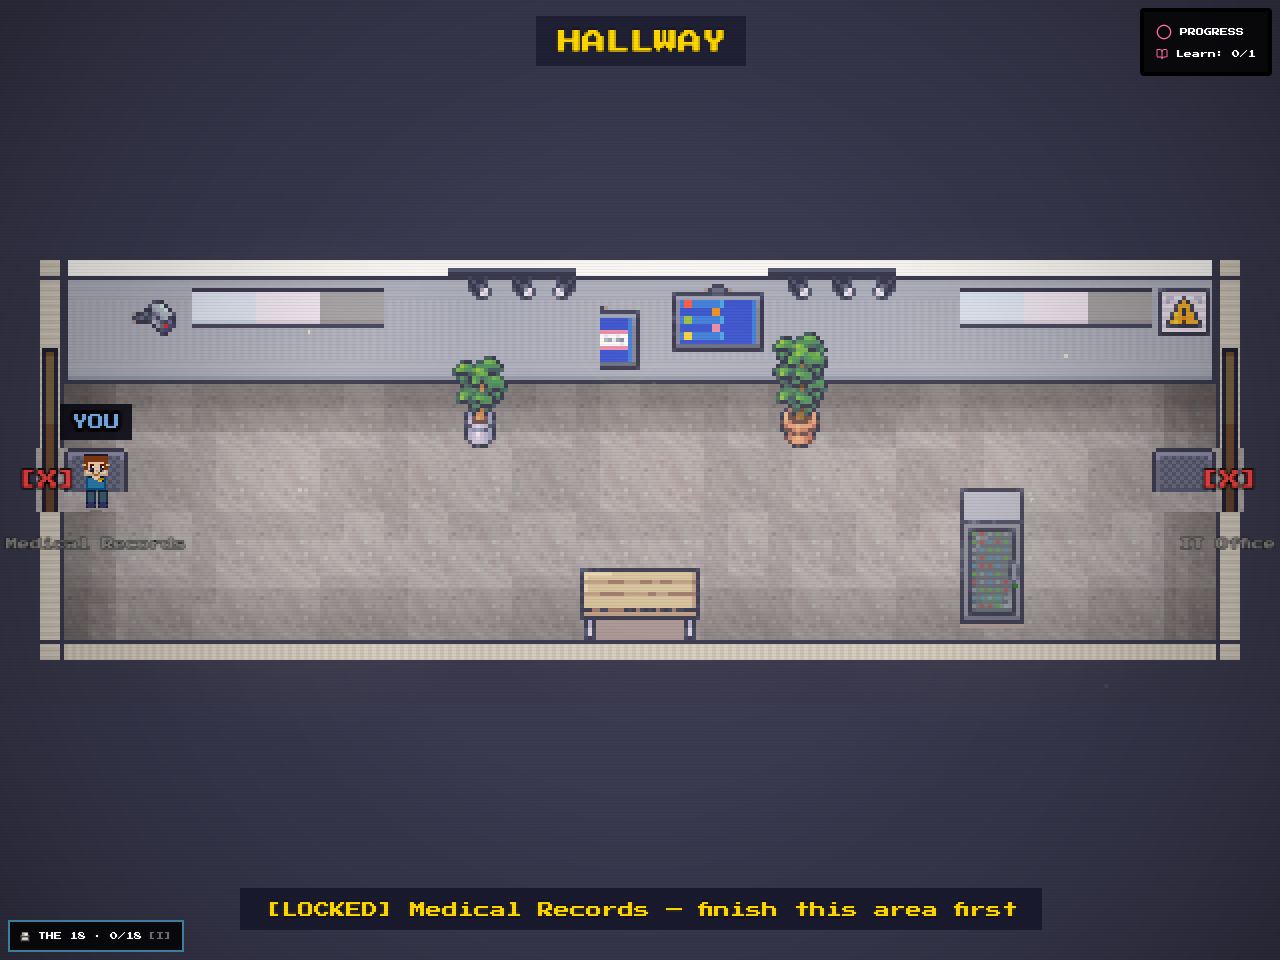 HALLWAY
PROGRESS
Learn: 0/1
YOU
[X]
[X]
Medical Records
IT Office
[LOCKED] Medical Records — finish this area first
THE 18 · 0/18 [I]